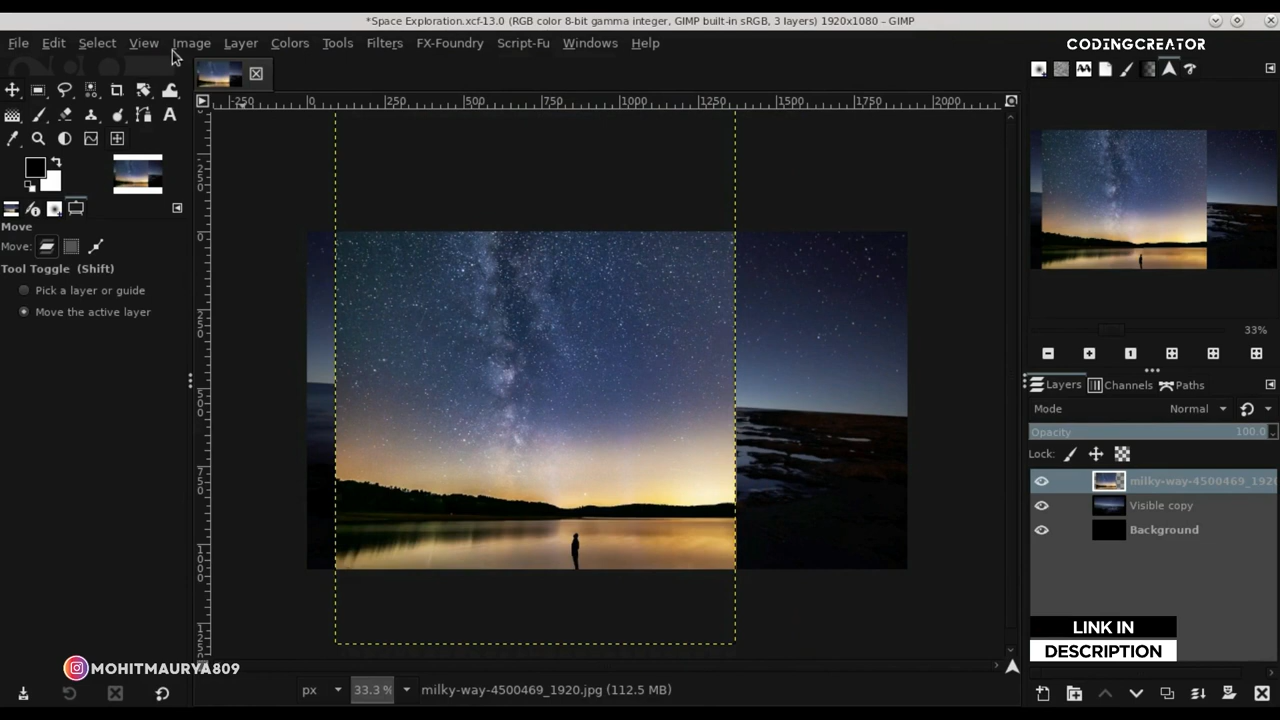 *Space Exploration.xcf-13.0 (RGB color 8-bit gamma integer, GIMP built-in sRGB, 3 layers) 1920x1080 – GIMP
File Edit Select View Image Layer Colors Tools Filters FX-Foundry Script-Fu Windows Help
CODINGCREATOR
-250 0 250 500 750 1000 1250 1500 1750 2000
Move
Move:
Tool Toggle (Shift)
Pick a layer or guide
Move the active layer
33%
Layers Channels Paths
Mode Normal
Opacity 100.0
Lock:
milky-way-4500469_192
Visible copy
Background
LINK IN
DESCRIPTION
MOHITMAURYA809
px 33.3 % milky-way-4500469_1920.jpg (112.5 MB)